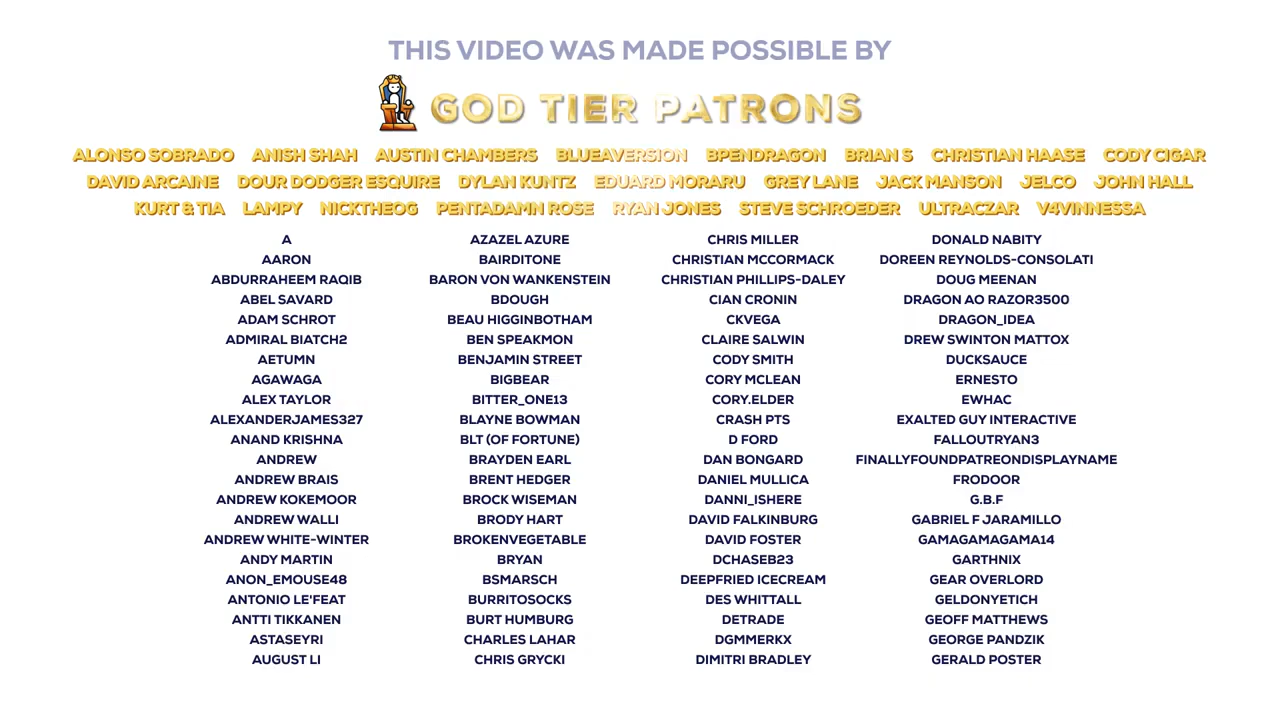 THIS VIDEO WAS MADE POSSIBLE BY
GOD TIER PATRONS
ALONSO SOBRADO ANISH SHAH AUSTIN CHAMBERS BLUEAVERSION BPENDRAGON BRIAN S CHRISTIAN HAASE CODY CIGAR
DAVID ARCAINE DOUR DODGER ESQUIRE DYLAN KUNTZ EDUARD MORARU GREY LANE JACK MANSON JELCO JOHN HALL
KURT & TIA LAMPY NICKTHEOG PENTADAMN ROSE RYAN JONES STEVE SCHROEDER ULTRACZAR V4VINNESSA
A
AARON
ABDURRAHEEM RAQIB
ABEL SAVARD
ADAM SCHROT
ADMIRAL BIATCH2
AETUMN
AGAWAGA
ALEX TAYLOR
ALEXANDERJAMES327
ANAND KRISHNA
ANDREW
ANDREW BRAIS
ANDREW KOKEMOOR
ANDREW WALLI
ANDREW WHITE-WINTER
ANDY MARTIN
ANON_EMOUSE48
ANTONIO LE'FEAT
ANTTI TIKKANEN
ASTASEYRI
AUGUST LI
AZAZEL AZURE
BAIRDITONE
BARON VON WANKENSTEIN
BDOUGH
BEAU HIGGINBOTHAM
BEN SPEAKMON
BENJAMIN STREET
BIGBEAR
BITTER_ONE13
BLAYNE BOWMAN
BLT (OF FORTUNE)
BRAYDEN EARL
BRENT HEDGER
BROCK WISEMAN
BRODY HART
BROKENVEGETABLE
BRYAN
BSMARSCH
BURRITOSOCKS
BURT HUMBURG
CHARLES LAHAR
CHRIS GRYCKI
CHRIS MILLER
CHRISTIAN MCCORMACK
CHRISTIAN PHILLIPS-DALEY
CIAN CRONIN
CKVEGA
CLAIRE SALWIN
CODY SMITH
CORY MCLEAN
CORY.ELDER
CRASH PTS
D FORD
DAN BONGARD
DANIEL MULLICA
DANNI_ISHERE
DAVID FALKINBURG
DAVID FOSTER
DCHASEB23
DEEPFRIED ICECREAM
DES WHITTALL
DETRADE
DGMMERKX
DIMITRI BRADLEY
DONALD NABITY
DOREEN REYNOLDS-CONSOLATI
DOUG MEENAN
DRAGON AO RAZOR3500
DRAGON_IDEA
DREW SWINTON MATTOX
DUCKSAUCE
ERNESTO
EWHAC
EXALTED GUY INTERACTIVE
FALLOUTRYAN3
FINALLYFOUNDPATREONDISPLAYNAME
FRODOOR
G.B.F
GABRIEL F JARAMILLO
GAMAGAMAGAMA14
GARTHNIX
GEAR OVERLORD
GELDONYETICH
GEOFF MATTHEWS
GEORGE PANDZIK
GERALD POSTER